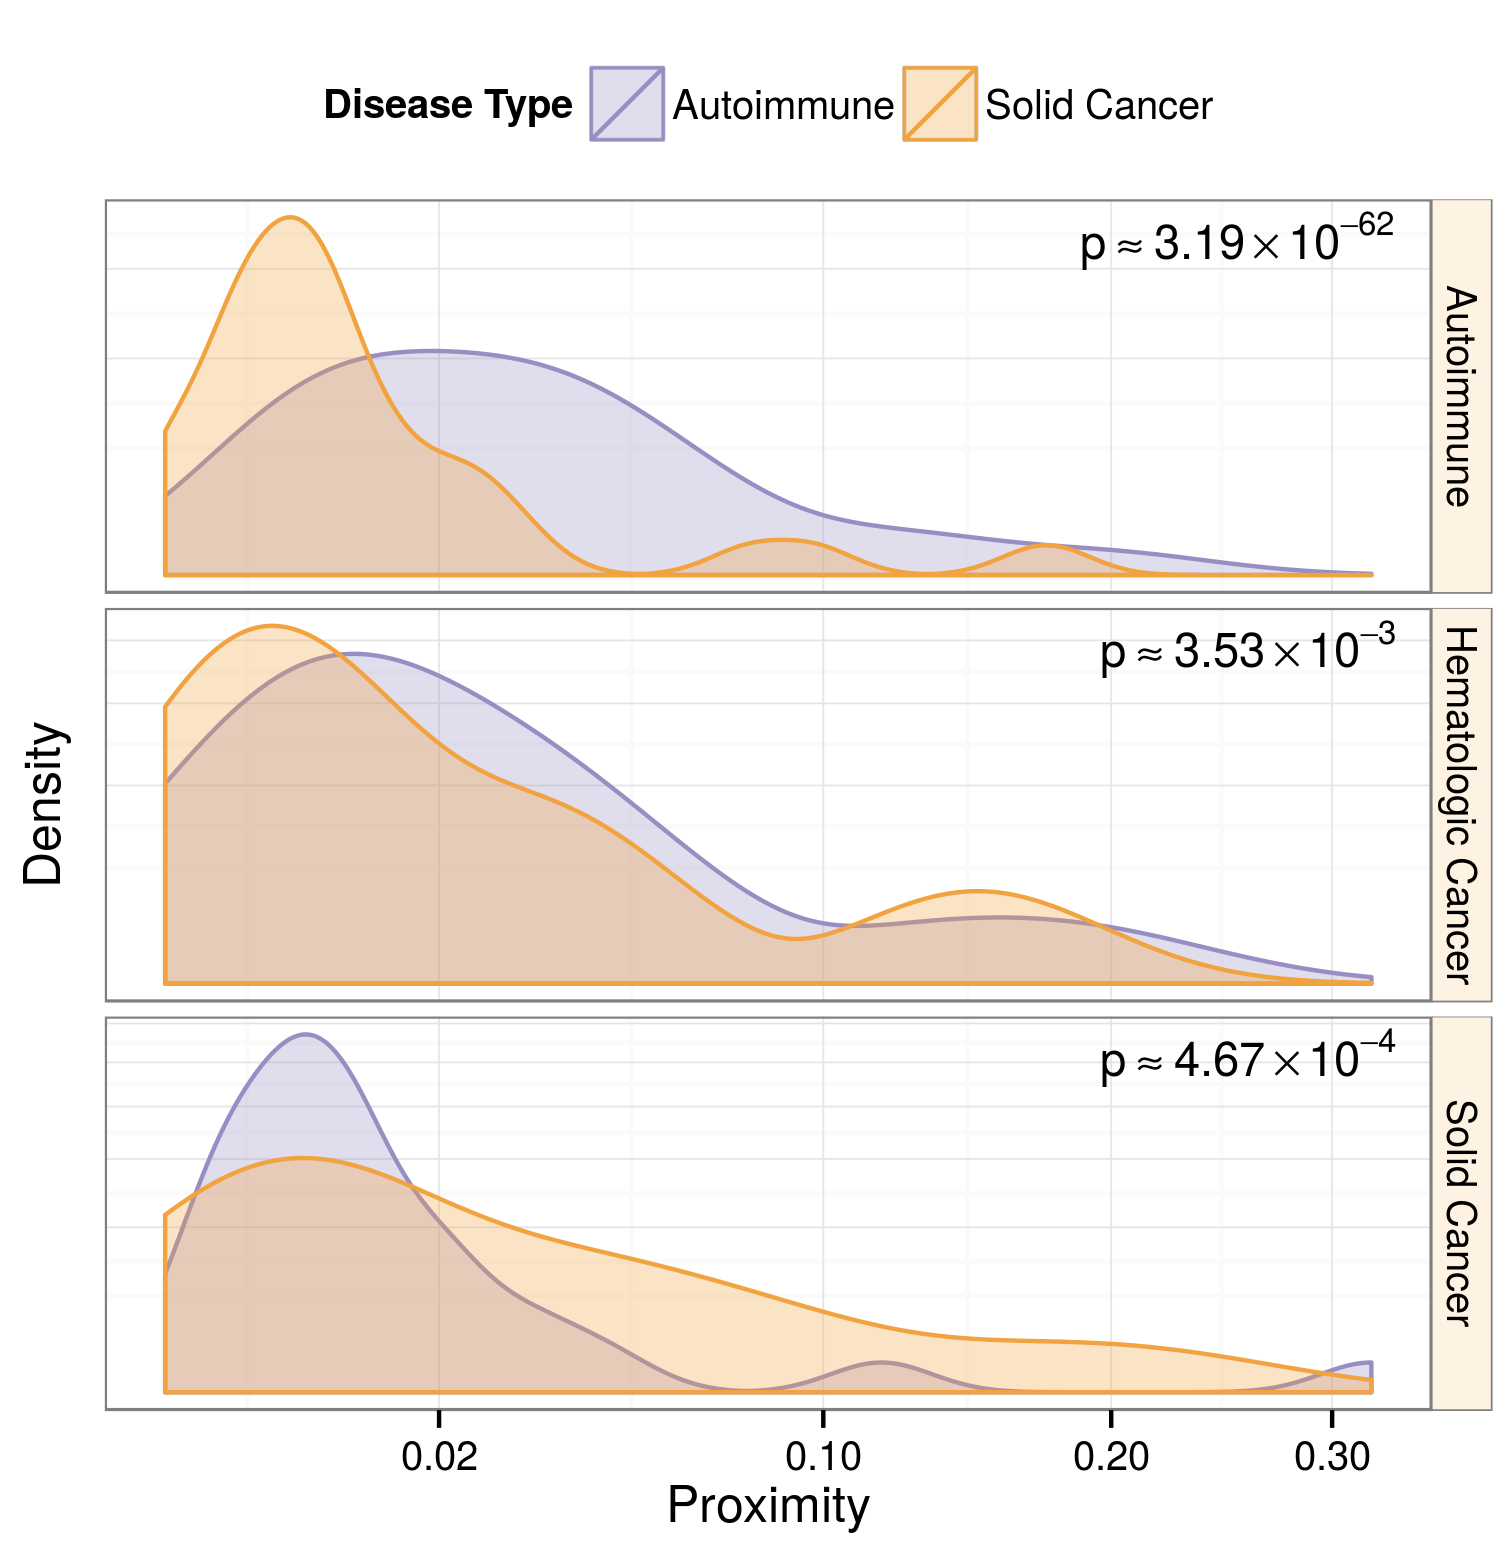 Disease Type Autoimmune Solid Cancer
p ≈ 3.19 × 10⁻⁶²
Autoimmune
p ≈ 3.53 × 10⁻³
Hematologic Cancer
p ≈ 4.67 × 10⁻⁴
Solid Cancer
Density
0.02 0.10 0.20 0.30
Proximity